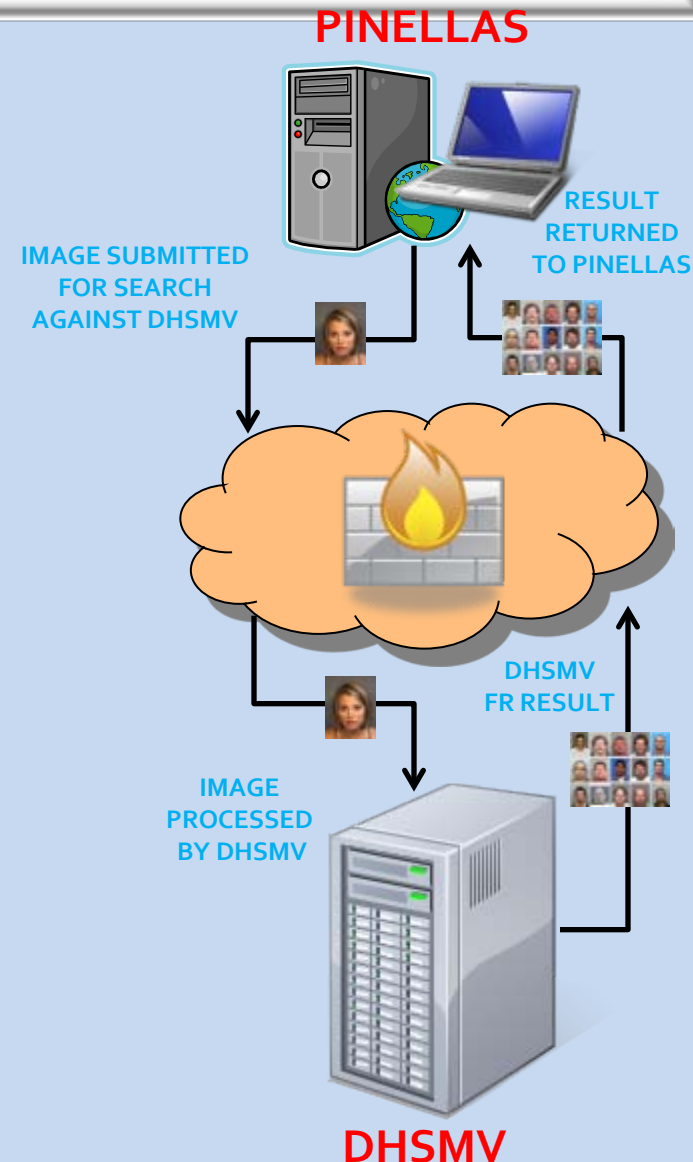 PINELLAS
RESULT
RETURNED
TO PINELLAS
IMAGE SUBMITTED
FOR SEARCH
AGAINST DHSMV
DHSMV
FR RESULT
IMAGE
PROCESSED
BY DHSMV
DHSMV